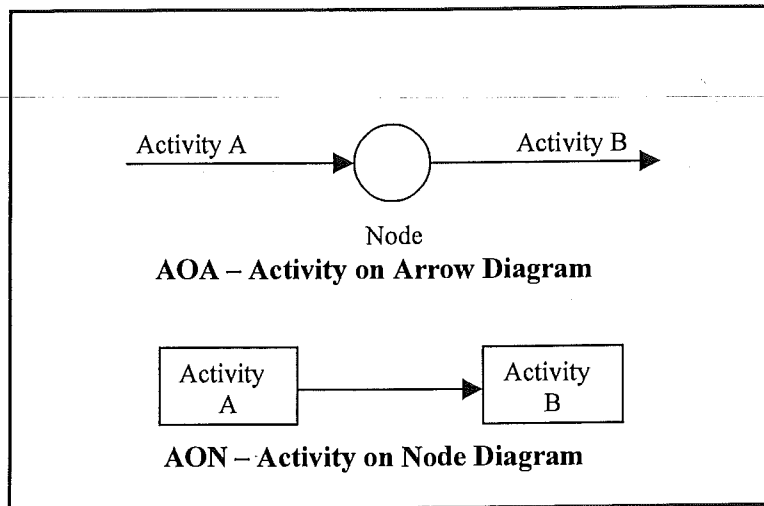 Activity A
Activity B
Node
AOA – Activity on Arrow Diagram
Activity
A
Activity
B
AON – Activity on Node Diagram